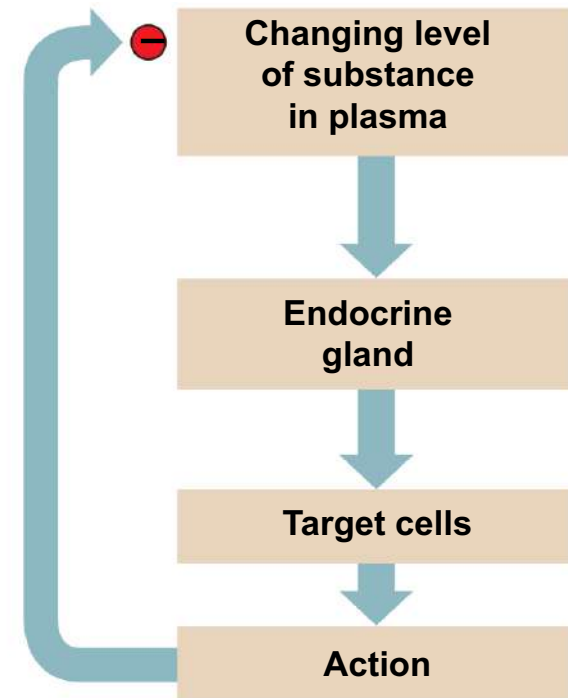 Changing level
of substance
in plasma
Endocrine
gland
Target cells
Action